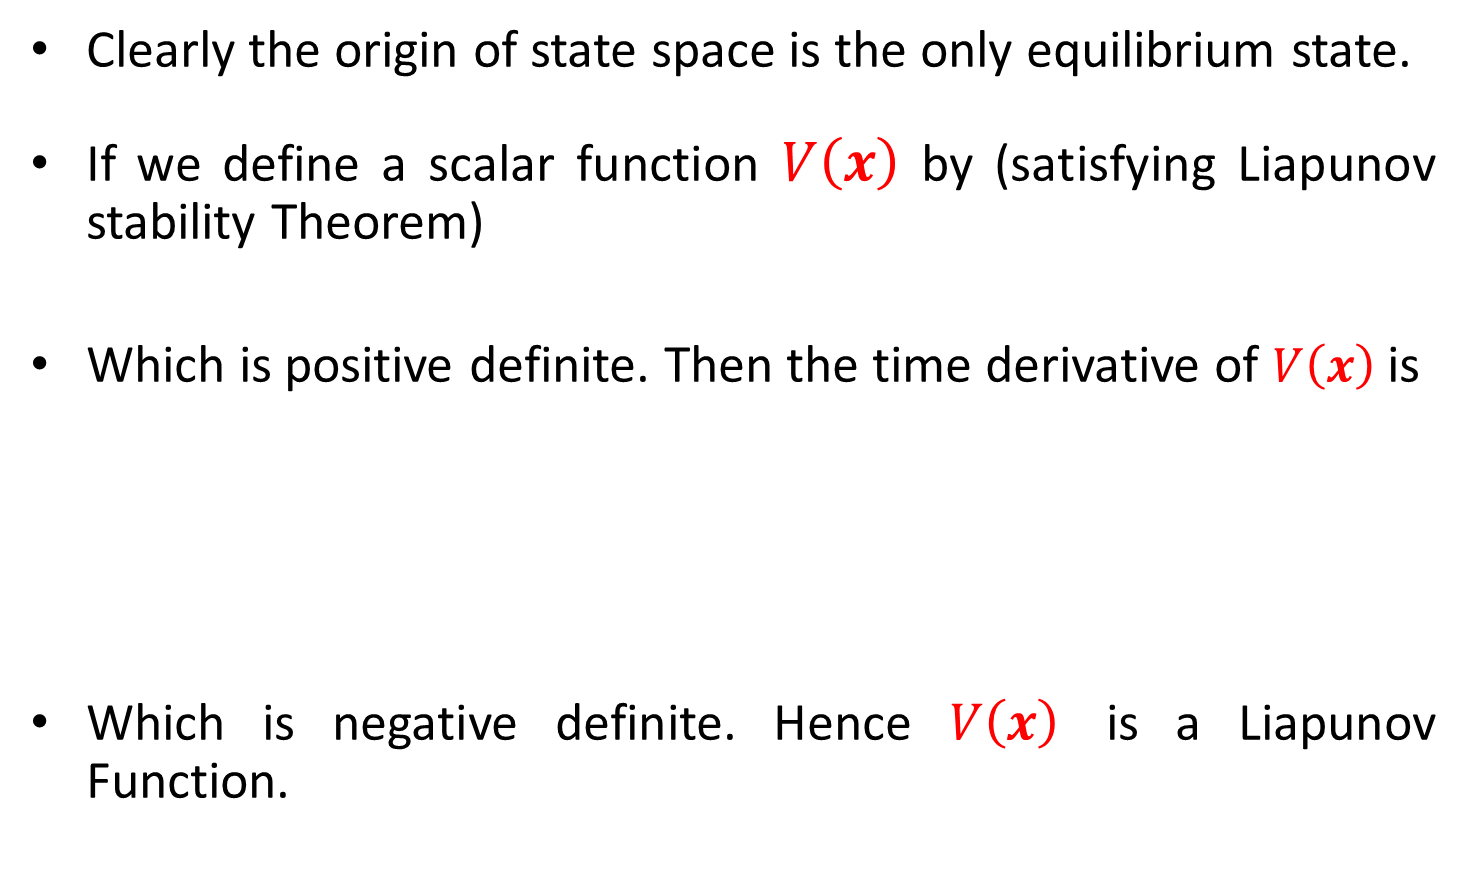 • Clearly the origin of state space is the only equilibrium state.
• If we define a scalar function V(x) by (satisfying Liapunov
stability Theorem)
• Which is positive definite. Then the time derivative of V(x) is
• Which is negative definite. Hence V(x) is a Liapunov
Function.